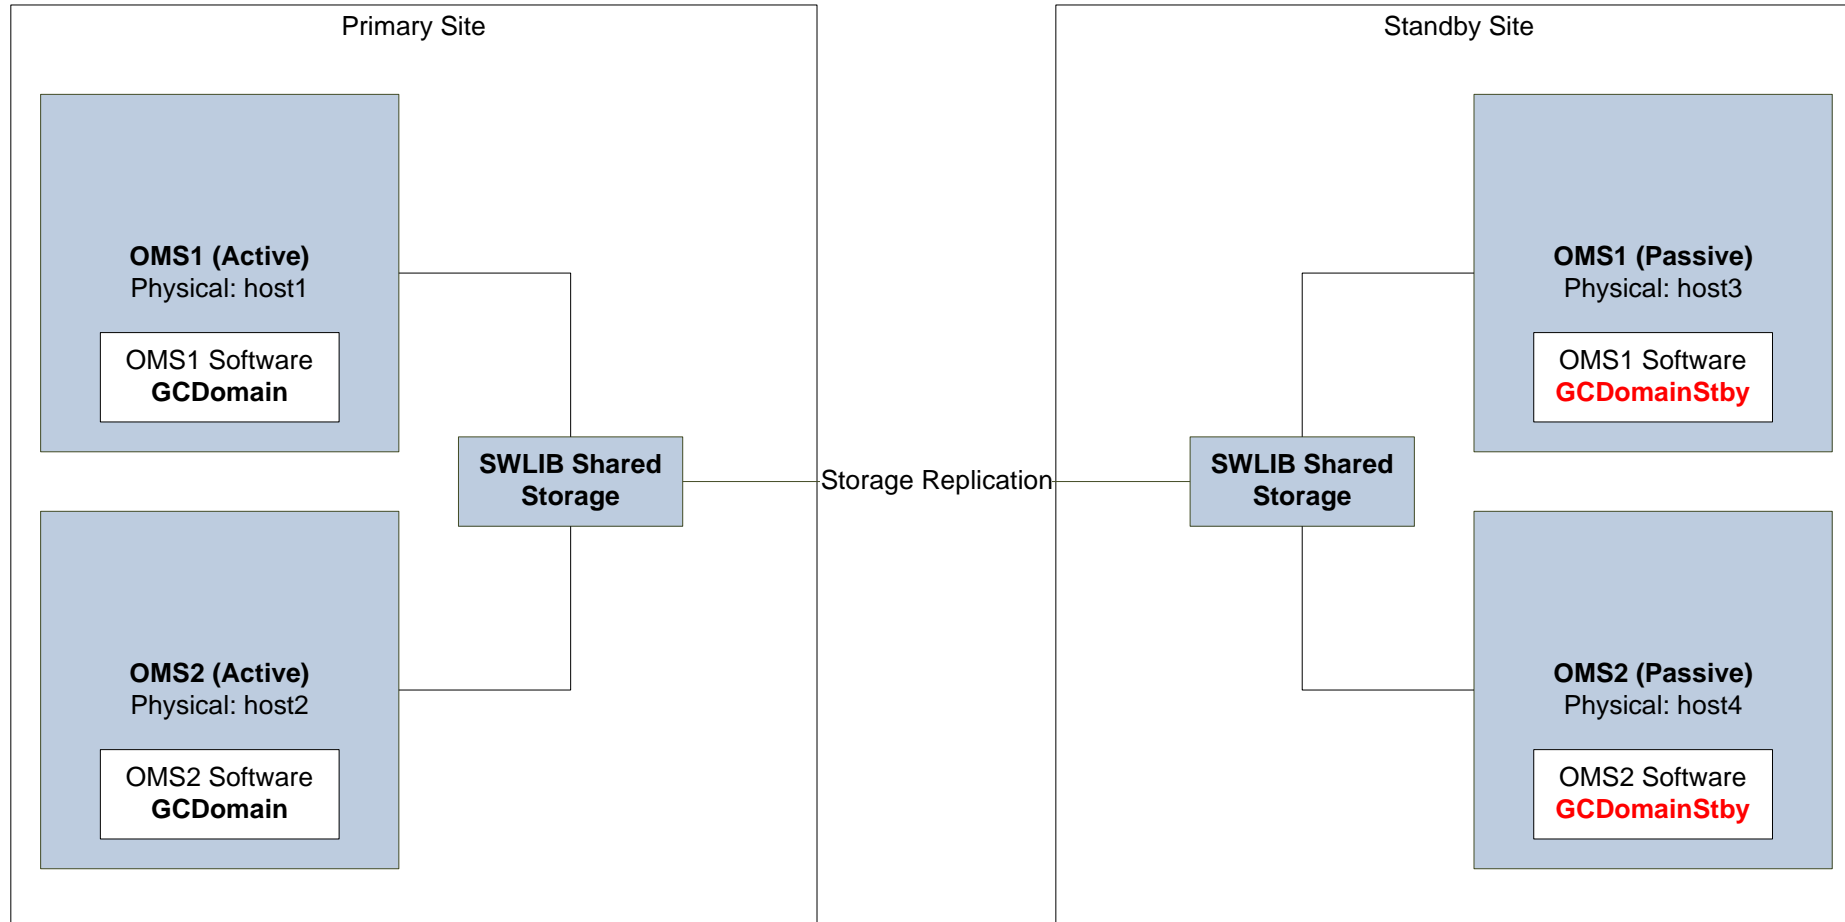 Primary Site
OMS1 (Active)
Physical: host1
OMS1 Software
GCDomain
SWLIB Shared
Storage
OMS2 (Active)
Physical: host2
OMS2 Software
GCDomain
Storage Replication
Standby Site
OMS1 (Passive)
Physical: host3
OMS1 Software
GCDomainStby
SWLIB Shared
Storage
OMS2 (Passive)
Physical: host4
OMS2 Software
GCDomainStby